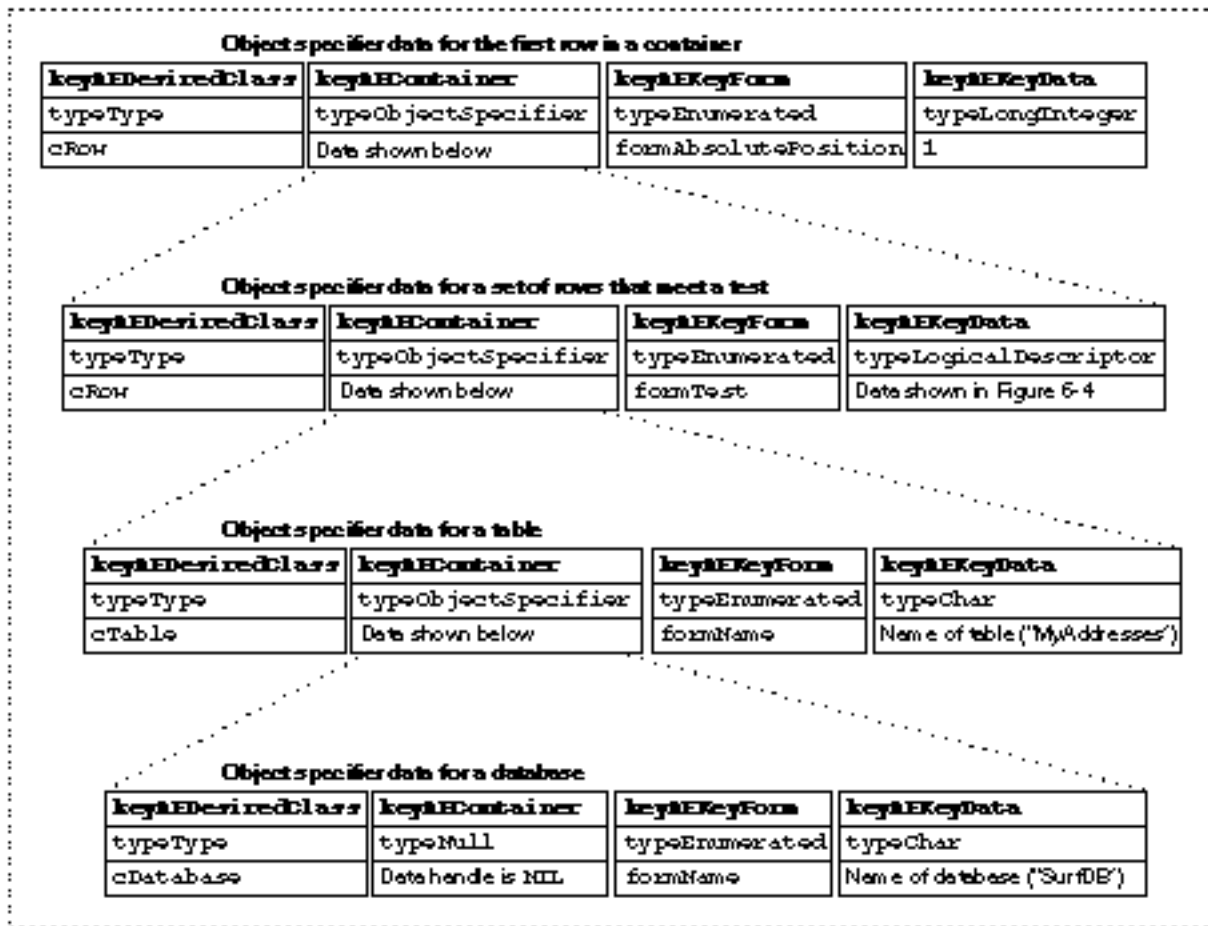 Object specifier data for the first row in a container
keyAEDesiredClass keyAEContainer keyAEKeyForm keyAEKeyData
typeType typeObjectSpecifier typeEnumerated typeLongInteger
cRow Data shown below formAbsolutePosition 1
Object specifier data for a set of rows that meet a test
keyAEDesiredClass keyAEContainer keyAEKeyForm keyAEKeyData
typeType typeObjectSpecifier typeEnumerated typeLogicalDescriptor
cRow Data shown below formTest Data shown in Figure 6-4
Object specifier data for a table
keyAEDesiredClass keyAEContainer keyAEKeyForm keyAEKeyData
typeType typeObjectSpecifier typeEnumerated typeChar
cTable Data shown below formName Name of table ("MyAddresses")
Object specifier data for a database
keyAEDesiredClass keyAEContainer keyAEKeyForm keyAEKeyData
typeType typeNull typeEnumerated typeChar
cDatabase Data handle is NIL formName Name of database ("SurfDB")